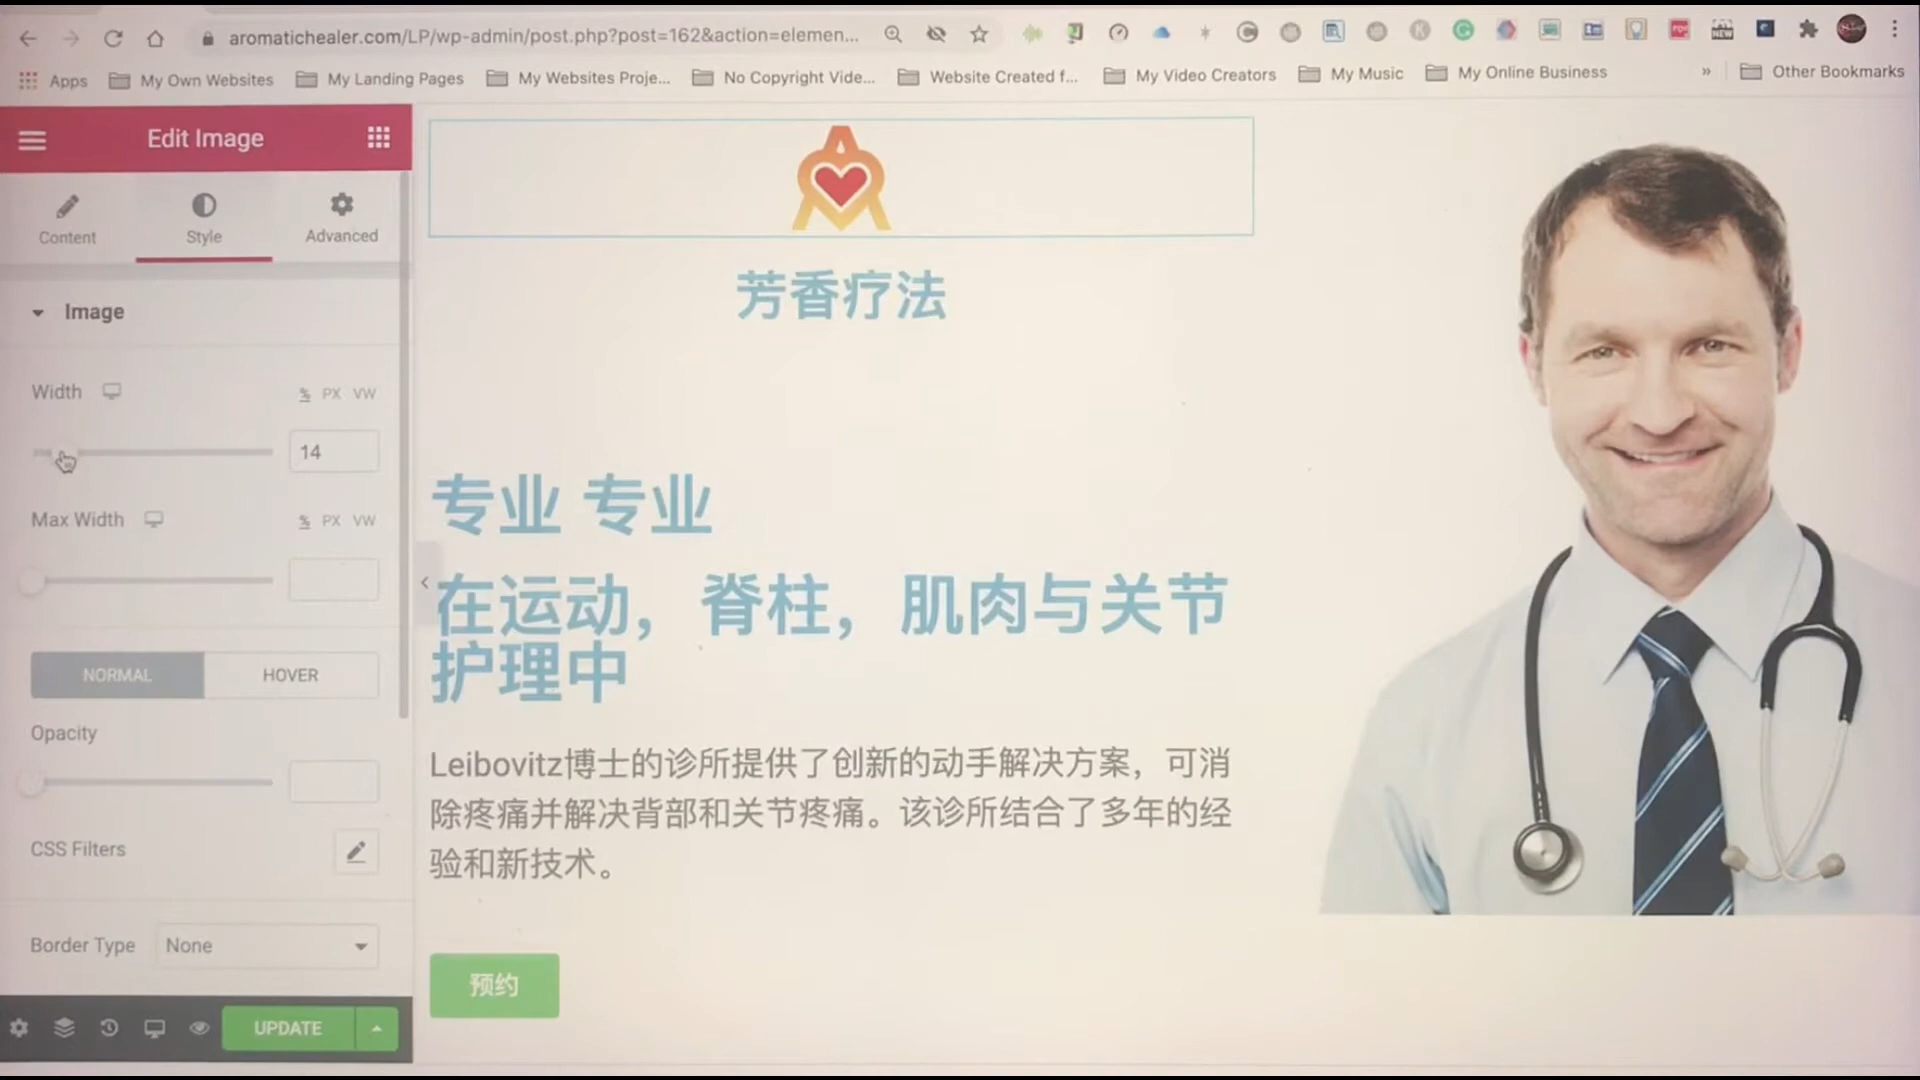 aromatichealer.com/LP/wp-admin/post.php?post=162&action=elemen...
Apps
My Own Websites
My Landing Pages
My Websites Proje...
No Copyright Vide...
Website Created f...
My Video Creators
My Music
My Online Business
»
Other Bookmarks
Edit Image
Content
Style
Advanced
Image
Width
% PX VW
14
Max Width
% PX VW
NORMAL
HOVER
Opacity
CSS Filters
Border Type
None
UPDATE
芳香疗法
专业 专业
在运动，脊柱，肌肉与关节
护理中
Leibovitz博士的诊所提供了创新的动手解决方案，可消
除疼痛并解决背部和关节疼痛。该诊所结合了多年的经
验和新技术。
预约